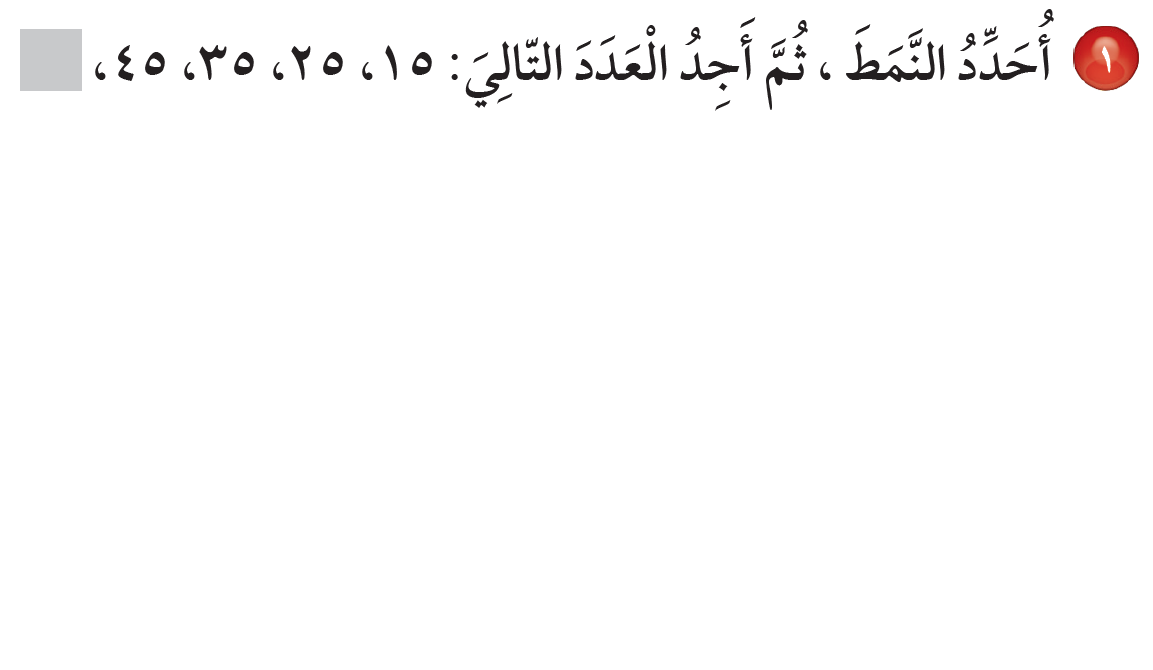 ١ أُحَدِّدُ النَّمَطَ ، ثُمَّ أَجِدُ الْعَدَدَ التّالِيَ: ١٥، ٢٥، ٣٥، ٤٥،